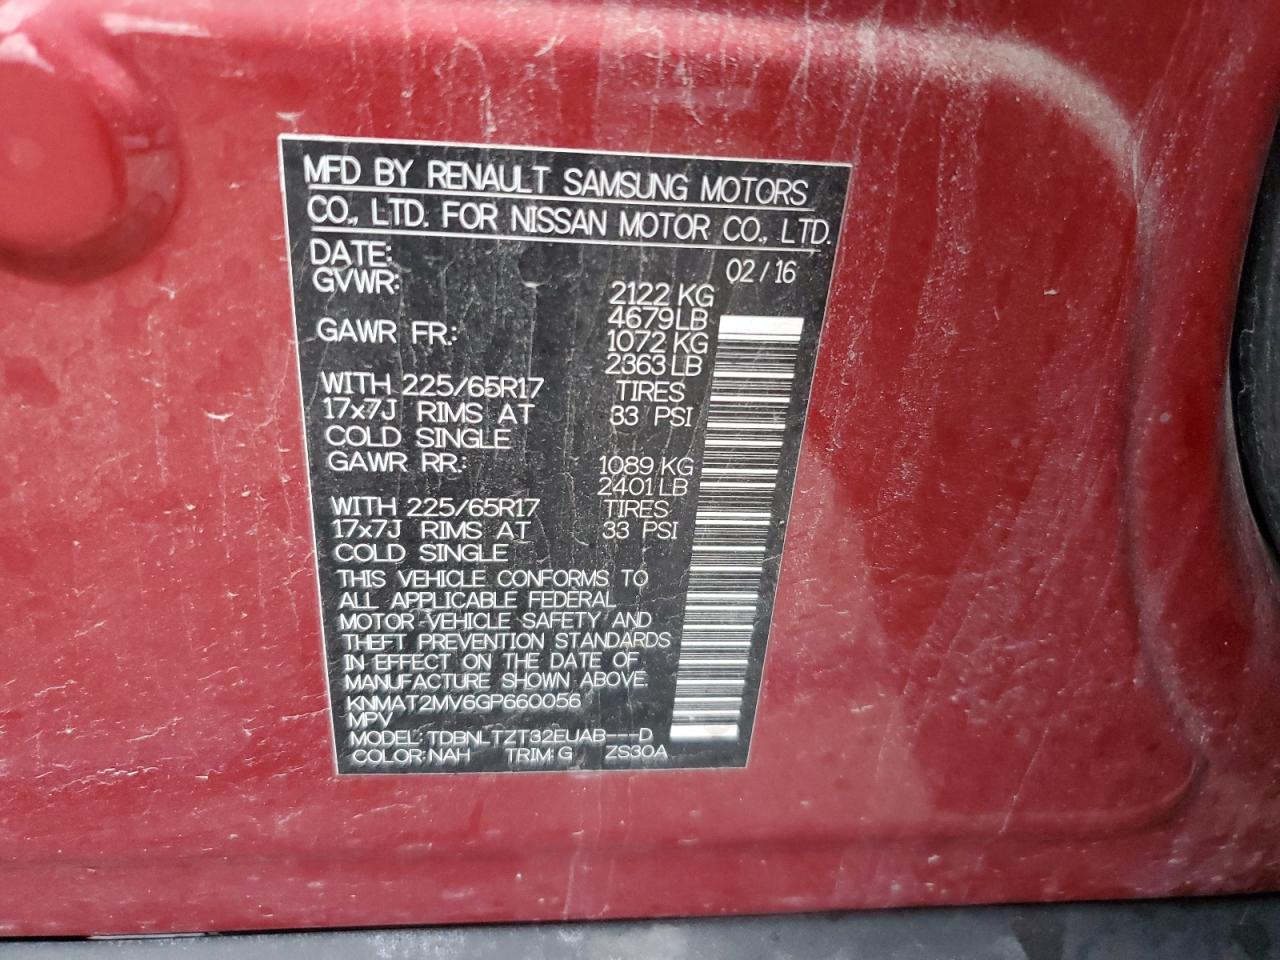 MFD BY RENAULT SAMSUNG MOTORS
CO., LTD. FOR NISSAN MOTOR CO., LTD.
DATE: 02/16
GVWR: 2122 KG
4679 LB
GAWR FR: 1072 KG
2363 LB
WITH 225/65R17 TIRES
17x7J RIMS AT 33 PSI
COLD SINGLE
GAWR RR: 1089 KG
2401 LB
WITH 225/65R17 TIRES
17x7J RIMS AT 33 PSI
COLD SINGLE
THIS VEHICLE CONFORMS TO
ALL APPLICABLE FEDERAL
MOTOR-VEHICLE SAFETY AND
THEFT PREVENTION STANDARDS
IN EFFECT ON THE DATE OF
MANUFACTURE SHOWN ABOVE.
KNMAT2MV6GP660056
MPV
MODEL: TDBNLTZT32EUAB---D
COLOR: NAH TRIM: G ZS30A